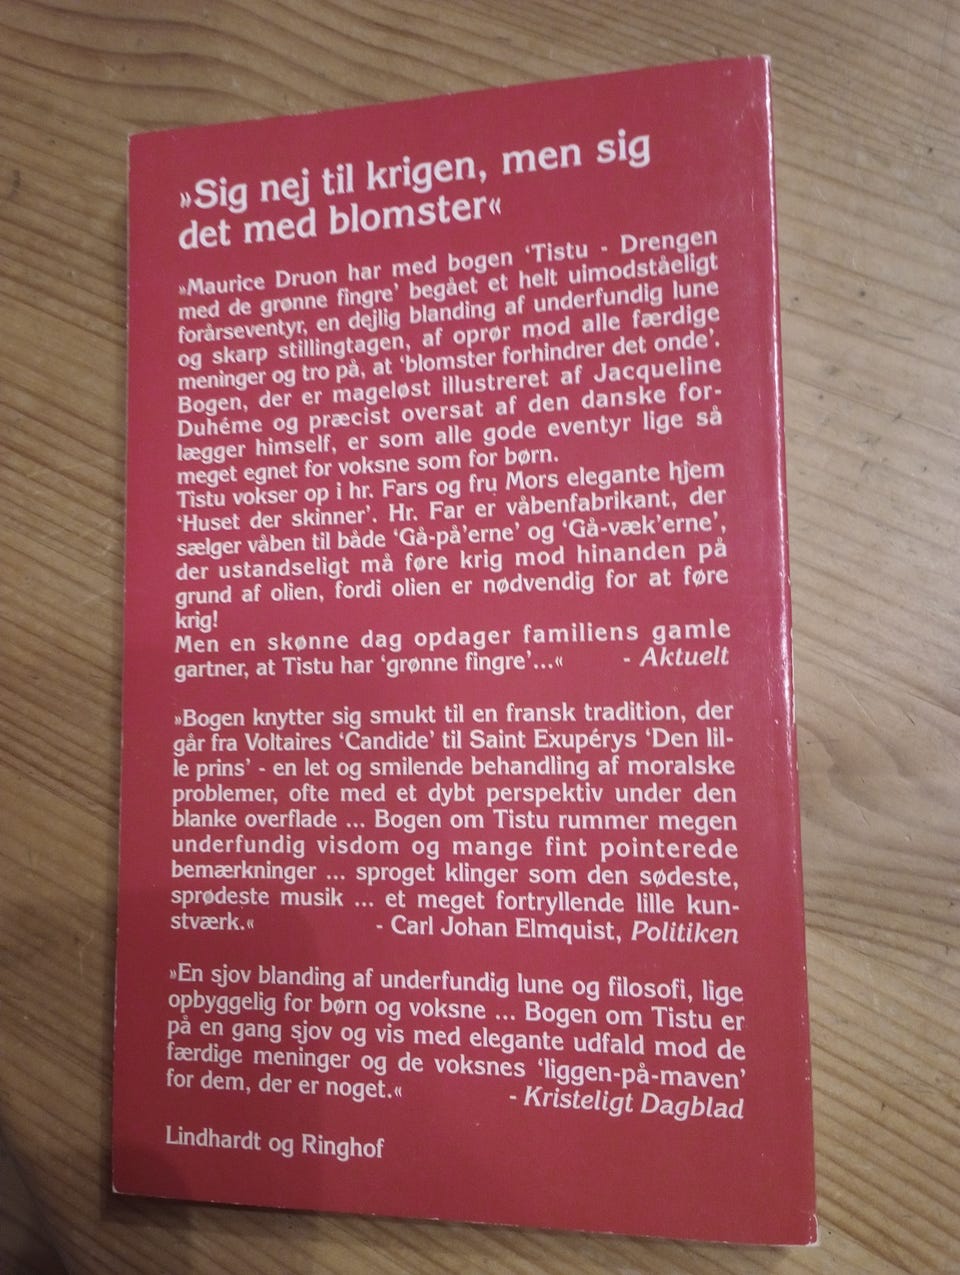 »Sig nej til krigen, men sig
det med blomster«
»Maurice Druon har med bogen ‘Tistu - Drengen
med de grønne fingre’ begået et helt uimodståeligt
forårseventyr, en dejlig blanding af underfundig lune
og skarp stillingtagen, af oprør mod alle færdige
meninger og tro på, at ‘blomster forhindrer det onde’.
Bogen, der er mageløst illustreret af Jacqueline
Duhéme og præcist oversat af den danske for-
lægger himself, er som alle gode eventyr lige så
meget egnet for voksne som for børn.
Tistu vokser op i hr. Fars og fru Mors elegante hjem
‘Huset der skinner’. Hr. Far er våbenfabrikant, der
sælger våben til både ‘Gå-på’erne’ og ‘Gå-væk’erne’,
der ustandseligt må føre krig mod hinanden på
grund af olien, fordi olien er nødvendig for at føre
krig!
Men en skønne dag opdager familiens gamle
gartner, at Tistu har ‘grønne fingre’...« - Aktuelt
»Bogen knytter sig smukt til en fransk tradition, der
går fra Voltaires ‘Candide’ til Saint Exupérys ‘Den lil-
le prins’ - en let og smilende behandling af moralske
problemer, ofte med et dybt perspektiv under den
blanke overflade ... Bogen om Tistu rummer megen
underfundig visdom og mange fint pointerede
bemærkninger ... sproget klinger som den sødeste,
sprødeste musik ... et meget fortryllende lille kun-
stværk.« - Carl Johan Elmquist, Politiken
»En sjov blanding af underfundig lune og filosofi, lige
opbyggelig for børn og voksne ... Bogen om Tistu er
på en gang sjov og vis med elegante udfald mod de
færdige meninger og de voksnes ‘liggen-på-maven’
for dem, der er noget.« - Kristeligt Dagblad
Lindhardt og Ringhof